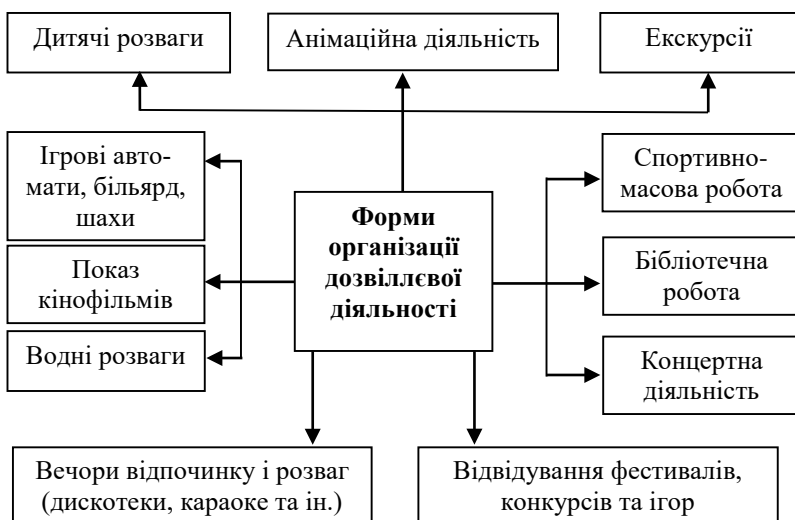 Дитячі розваги
Анімаційна діяльність
Екскурсії
Ігрові авто-
мати, більярд,
шахи
Показ
кінофільмів
Водні розваги
Форми
організації
дозвіллєвої
діяльності
Спортивно-
масова робота
Бібліотечна
робота
Концертна
діяльність
Вечори відпочинку і розваг
(дискотеки, караоке та ін.)
Відвідування фестивалів,
конкурсів та ігор